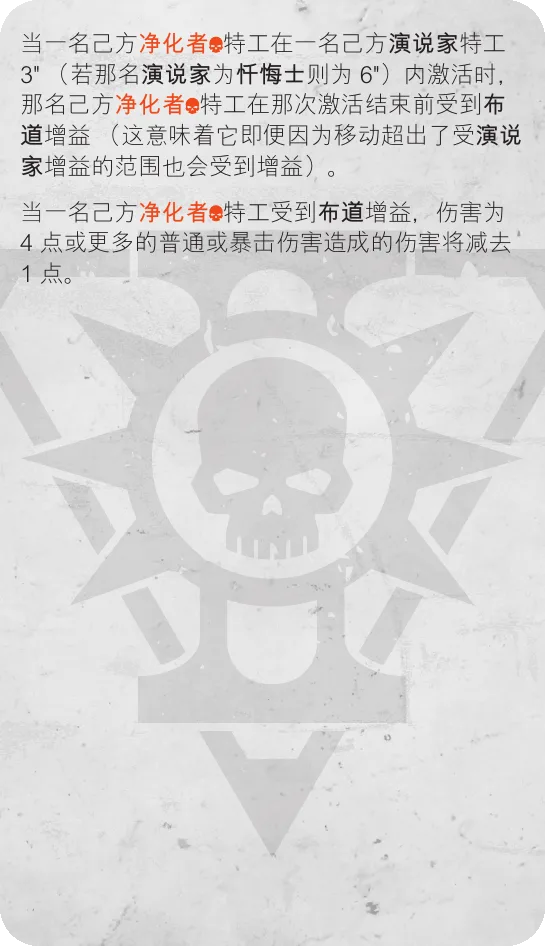 当一名己方净化者特工在一名己方演说家特工
3"（若那名演说家为忏悔士则为 6"）内激活时，
那名己方净化者特工在那次激活结束前受到布
道增益 （这意味着它即便因为移动超出了受演说
家增益的范围也会受到增益）。
当一名己方净化者特工受到布道增益，伤害为
4 点或更多的普通或暴击伤害造成的伤害将减去
1 点。